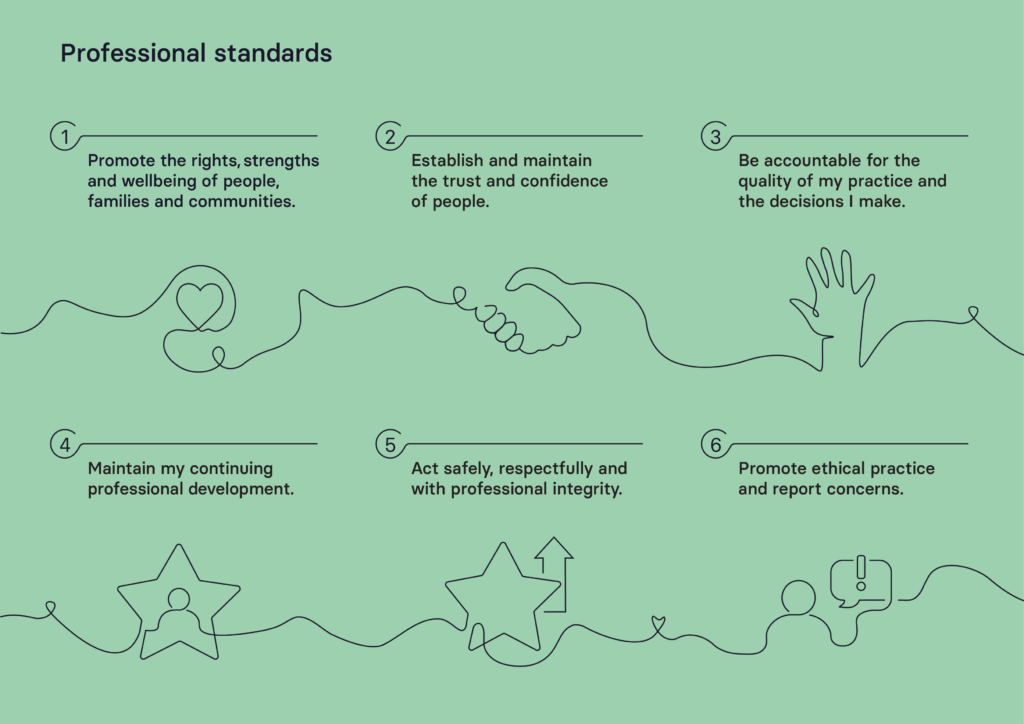 Professional standards
1
Promote the rights, strengths
and wellbeing of people,
families and communities.
2
Establish and maintain
the trust and confidence
of people.
3
Be accountable for the
quality of my practice and
the decisions I make.
4
Maintain my continuing
professional development.
5
Act safely, respectfully and
with professional integrity.
6
Promote ethical practice
and report concerns.
!